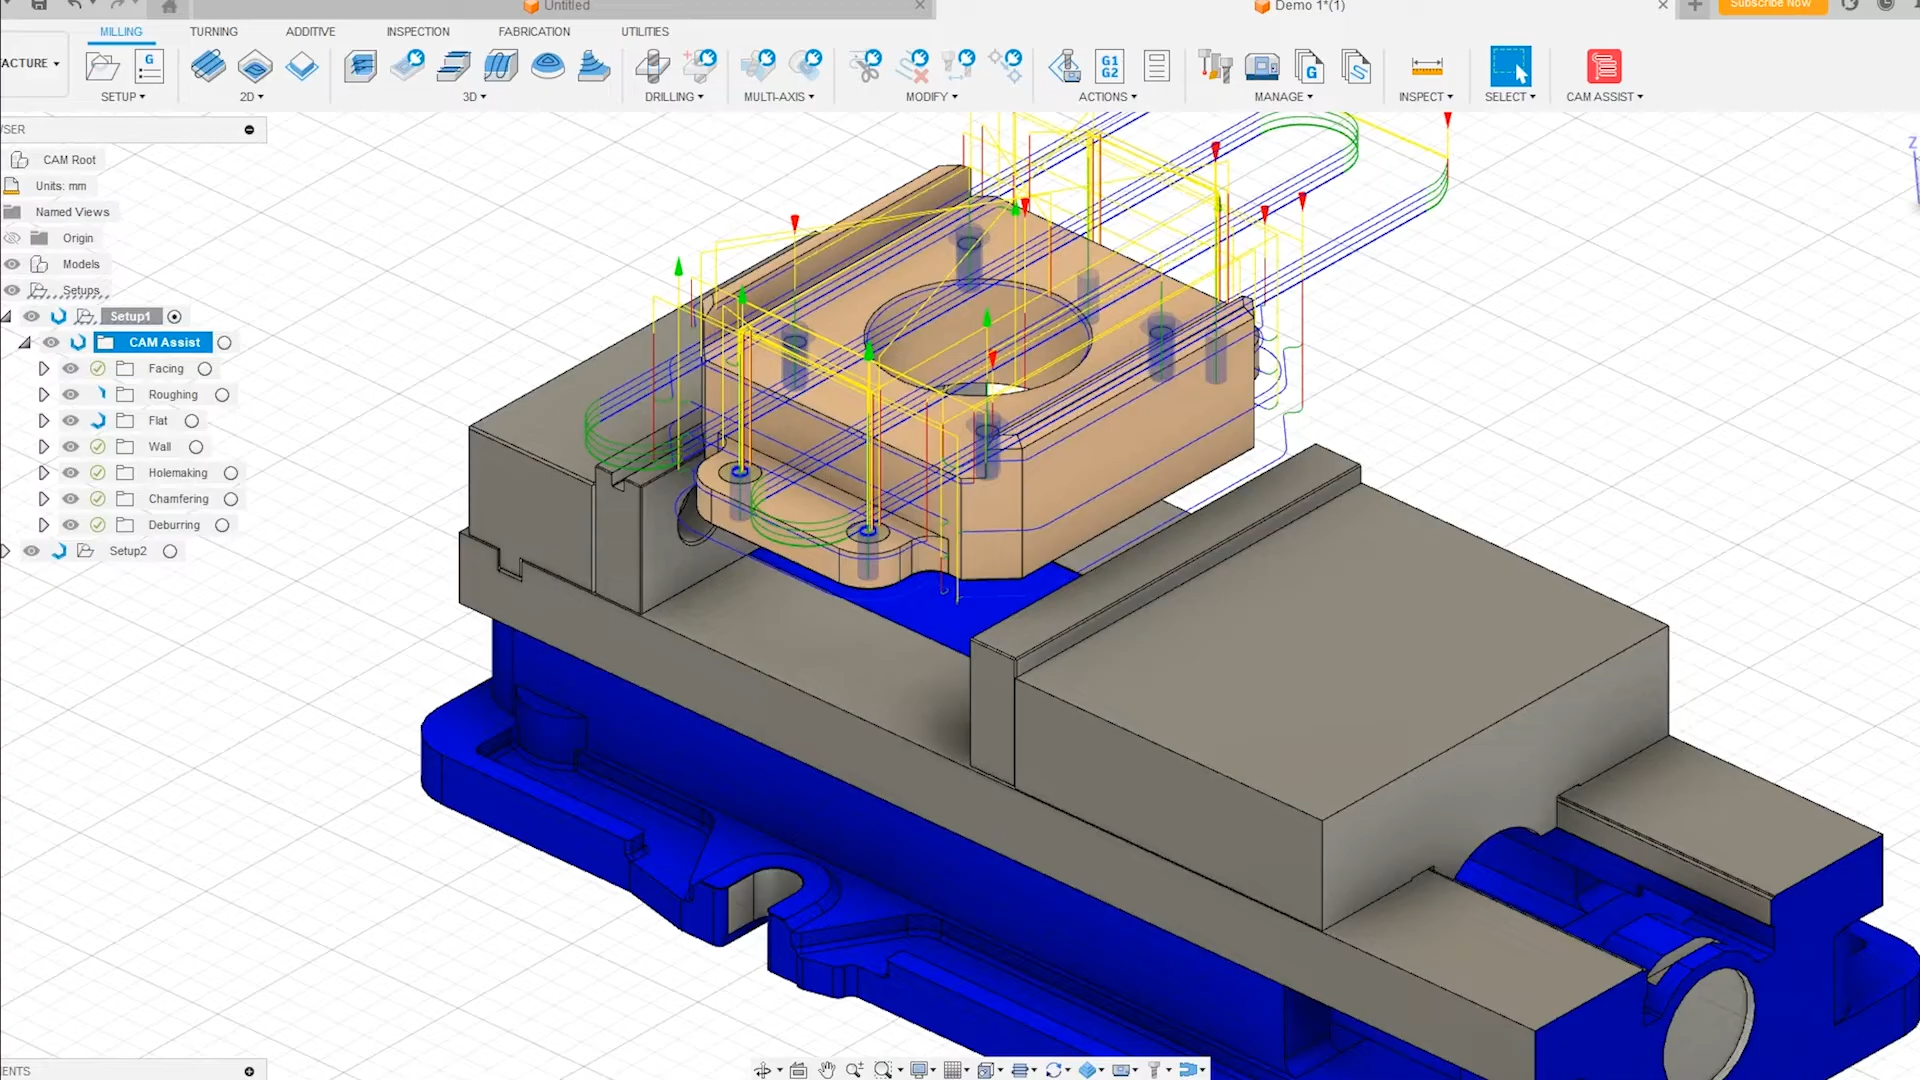 Untitled
Demo 1*(1)
Subscribe Now
MILLING TURNING ADDITIVE INSPECTION FABRICATION UTILITIES
ACTURE
G G1 G2 G
SETUP 2D 3D DRILLING MULTI-AXIS MODIFY ACTIONS MANAGE INSPECT SELECT CAM ASSIST
SER
CAM Root
Units: mm
Named Views
Origin
Models
Setups
Setup1
CAM Assist
Facing
Roughing
Flat
Wall
Holemaking
Chamfering
Deburring
Setup2
Z
ENTS